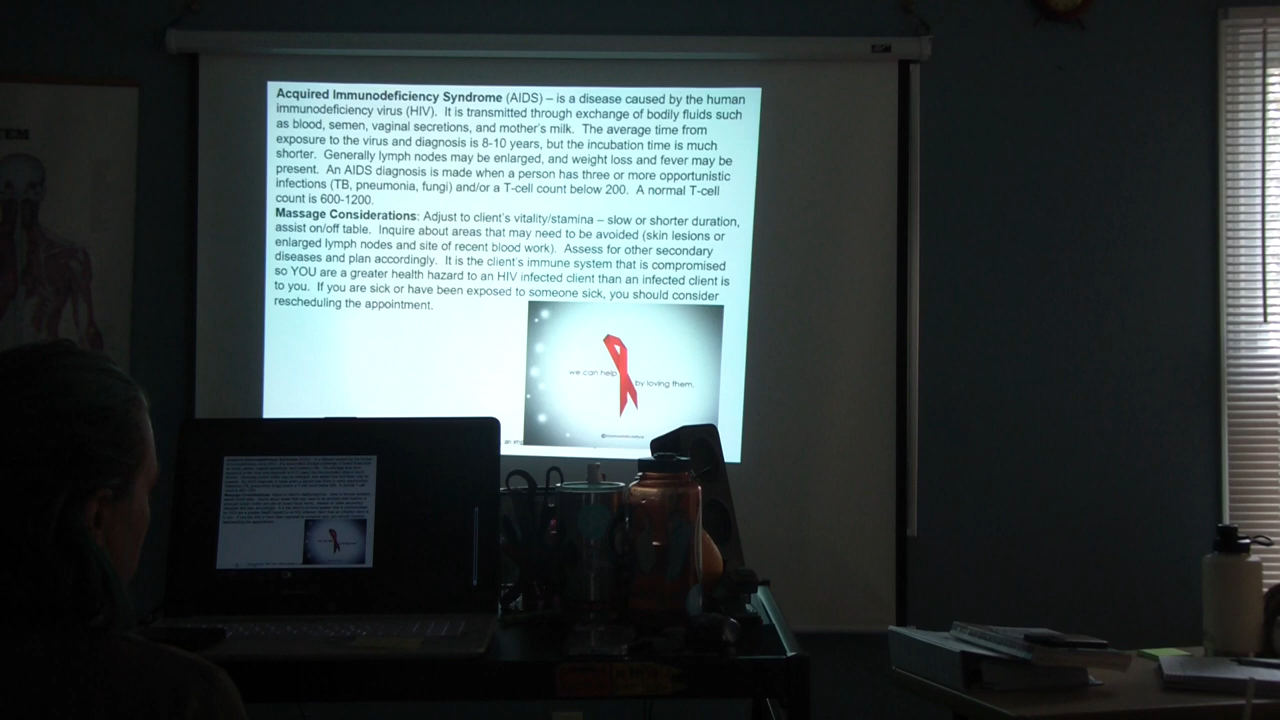 TEM
Acquired Immunodeficiency Syndrome (AIDS) – is a disease caused by the human
immunodeficiency virus (HIV). It is transmitted through exchange of bodily fluids such
as blood, semen, vaginal secretions, and mother's milk. The average time from
exposure to the virus and diagnosis is 8-10 years, but the incubation time is much
shorter. Generally lymph nodes may be enlarged, and weight loss and fever may be
present. An AIDS diagnosis is made when a person has three or more opportunistic
infections (TB, pneumonia, fungi) and/or a T-cell count below 200. A normal T-cell
count is 600-1200.
Massage Considerations: Adjust to client's vitality/stamina – slow or shorter duration,
assist on/off table. Inquire about areas that may need to be avoided (skin lesions or
enlarged lymph nodes and site of recent blood work). Assess for other secondary
diseases and plan accordingly. It is the client's immune system that is compromised
so YOU are a greater health hazard to an HIV infected client than an infected client is
to you. If you are sick or have been exposed to someone sick, you should consider
rescheduling the appointment.
we can help by loving them.